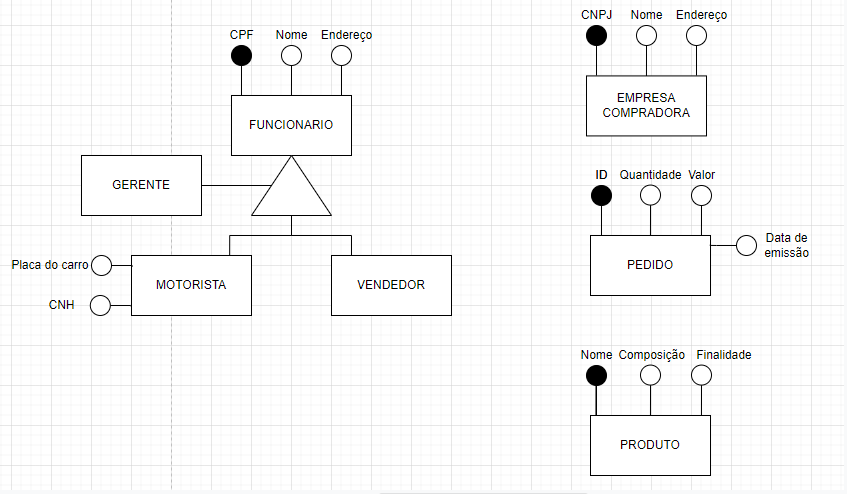 CPF
Nome
Endereço
FUNCIONARIO
GERENTE
Placa do carro
CNH
MOTORISTA
VENDEDOR
CNPJ
Nome
Endereço
EMPRESA
COMPRADORA
ID
Quantidade
Valor
Data de
emissão
PEDIDO
Nome
Composição
Finalidade
PRODUTO